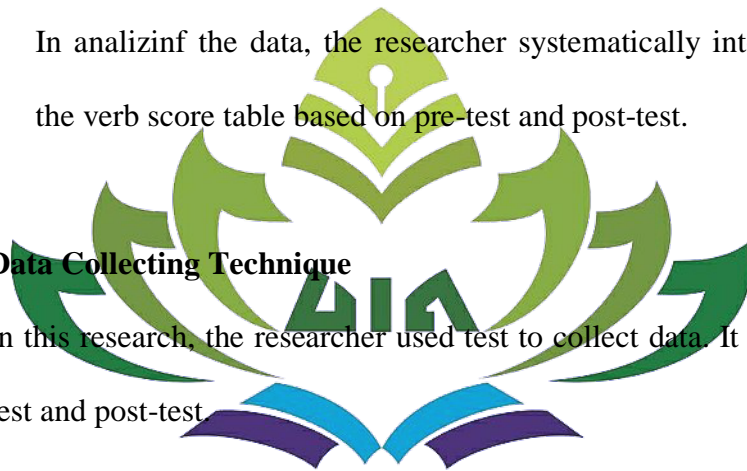 In analizinf the data, the researcher systematically int
the verb score table based on pre-test and post-test.
Data Collecting Technique
n this research, the researcher used test to collect data. It
est and post-test.